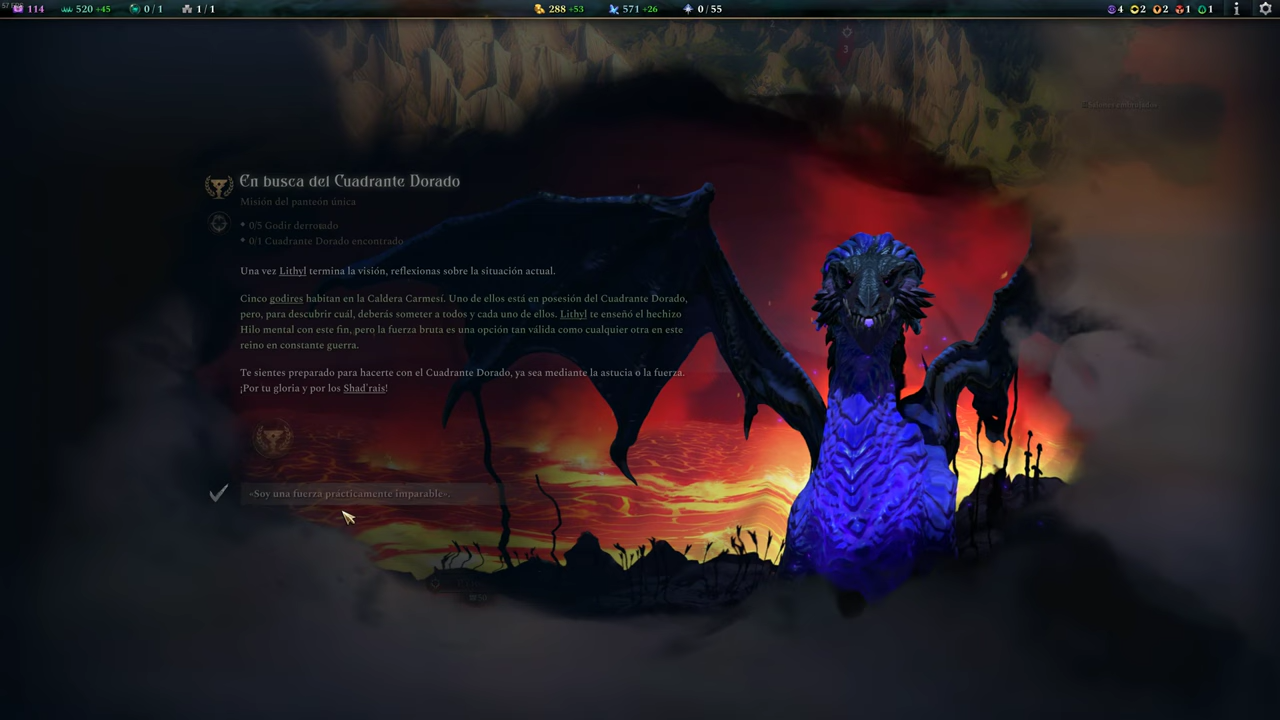 57 FPS
114 520 +45 0 / 1 1 / 1 288 +53 571 +26 0 / 55 4 2 2 1 1
3
En busca del Cuadrante Dorado
Misión del panteón única
• 0/5 Godir derrotado
• 0/1 Cuadrante Dorado encontrado
Una vez Lithyl termina la visión, reflexionas sobre la situación actual.
Cinco godires habitan en la Caldera Carmesí. Uno de ellos está en posesión del Cuadrante Dorado,
pero, para descubrir cuál, deberás someter a todos y cada uno de ellos. Lithyl te enseñó el hechizo
Hilo mental con este fin, pero la fuerza bruta es una opción tan válida como cualquier otra en este
reino en constante guerra.
Te sientes preparado para hacerte con el Cuadrante Dorado, ya sea mediante la astucia o la fuerza.
¡Por tu gloria y por los Shad'rais!
«Soy una fuerza prácticamente imparable».